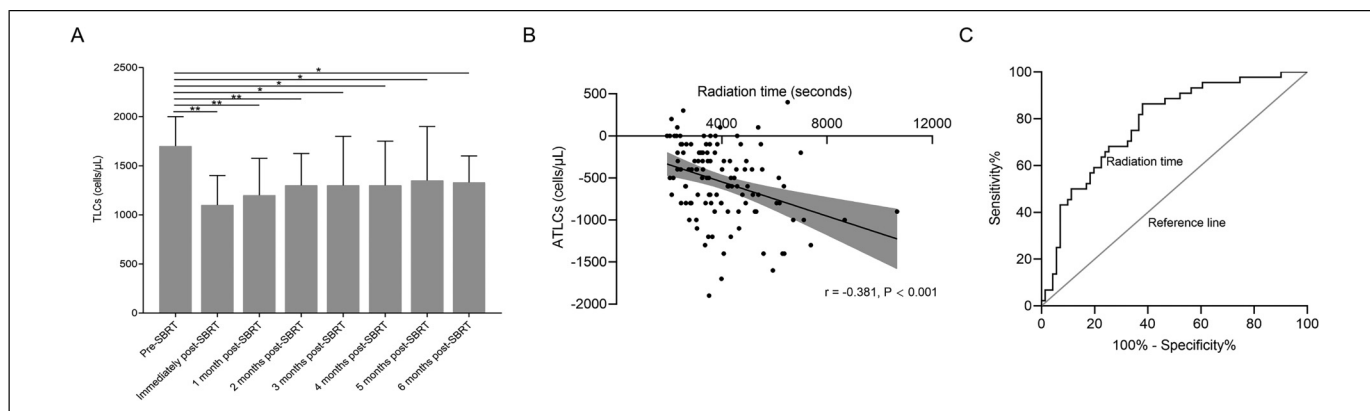 A
TLCs (cells/μL)
2500
2000
1500
1000
500
0
*
*
*
*
**
**
**
Pre-SBRT
Immediately post-SBRT
1 month post-SBRT
2 months post-SBRT
3 months post-SBRT
4 months post-SBRT
5 months post-SBRT
6 months post-SBRT
B
Radiation time (seconds)
4000 8000 12000
ATLCs (cells/μL)
500
0
-500
-1000
-1500
-2000
r = -0.381, P < 0.001
C
Sensitivity%
100
80
60
40
20
0
Radiation time
Reference line
0 20 40 60 80 100
100% - Specificity%